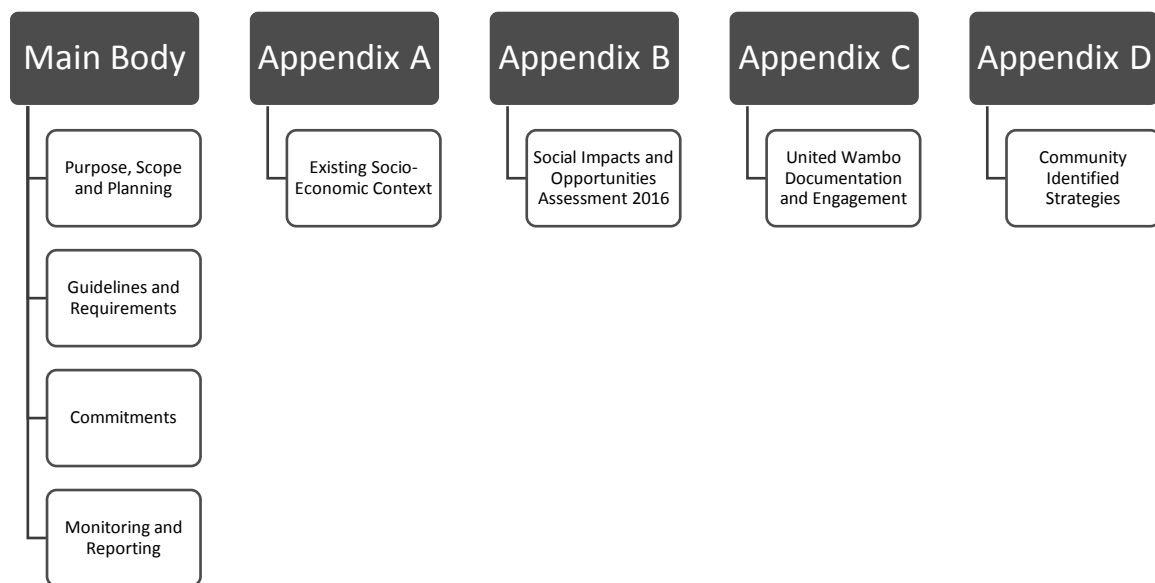 Main Body
Purpose, Scope
and Planning
Guidelines and
Requirements
Commitments
Monitoring and
Reporting
Appendix A
Existing Socio-
Economic Context
Appendix B
Social Impacts and
Opportunities
Assessment 2016
Appendix C
United Wambo
Documentation
and Engagement
Appendix D
Community
Identified
Strategies